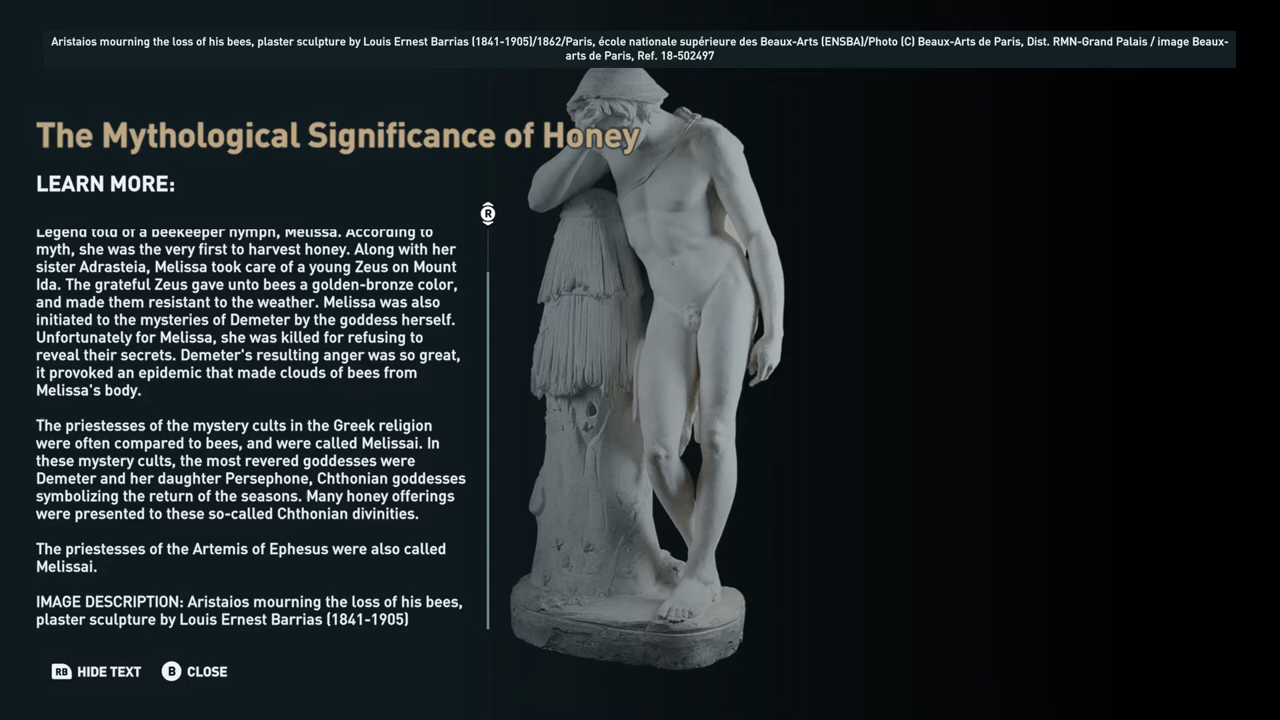 Aristaios mourning the loss of his bees, plaster sculpture by Louis Ernest Barrias (1841-1905)/1862/Paris, école nationale supérieure des Beaux-Arts (ENSBA)/Photo (C) Beaux-Arts de Paris, Dist. RMN-Grand Palais / image Beaux-
arts de Paris, Ref. 18-502497
The Mythological Significance of Honey
LEARN MORE:
R
Legend told of a beekeeper nymph, Melissa. According to
myth, she was the very first to harvest honey. Along with her
sister Adrasteia, Melissa took care of a young Zeus on Mount
Ida. The grateful Zeus gave unto bees a golden-bronze color,
and made them resistant to the weather. Melissa was also
initiated to the mysteries of Demeter by the goddess herself.
Unfortunately for Melissa, she was killed for refusing to
reveal their secrets. Demeter's resulting anger was so great,
it provoked an epidemic that made clouds of bees from
Melissa's body.
The priestesses of the mystery cults in the Greek religion
were often compared to bees, and were called Melissai. In
these mystery cults, the most revered goddesses were
Demeter and her daughter Persephone, Chthonian goddesses
symbolizing the return of the seasons. Many honey offerings
were presented to these so-called Chthonian divinities.
The priestesses of the Artemis of Ephesus were also called
Melissai.
IMAGE DESCRIPTION: Aristaios mourning the loss of his bees,
plaster sculpture by Louis Ernest Barrias (1841-1905)
RB HIDE TEXT B CLOSE